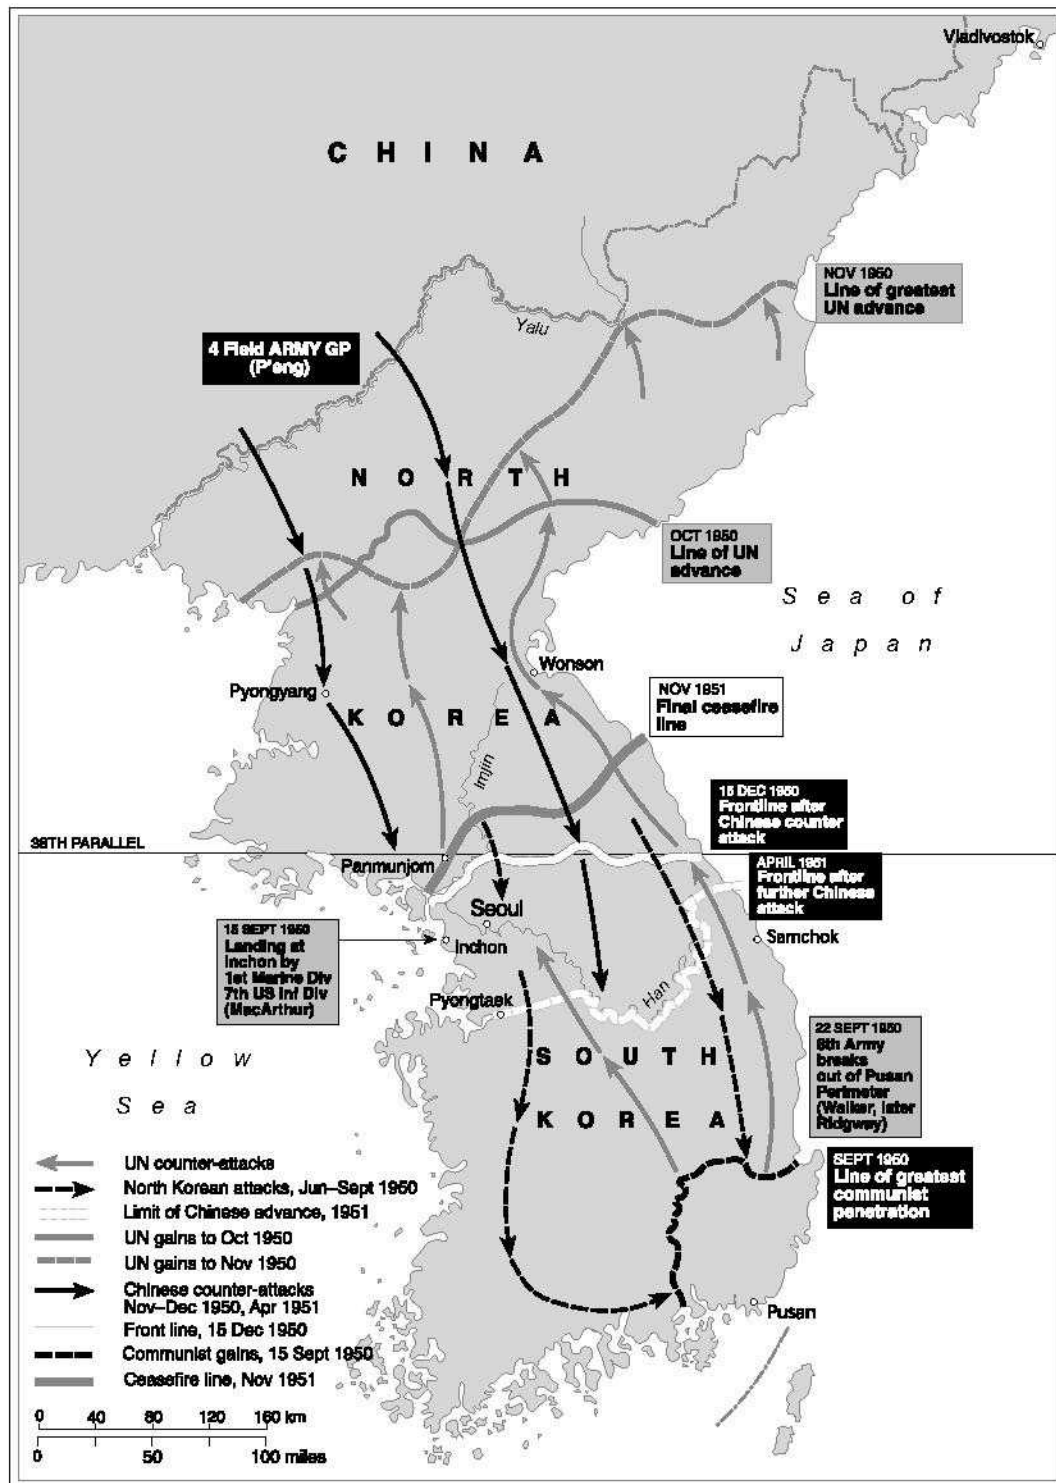 Vladivostok
C H I N A
NOV 1950
Line of greatest
UN advance
Yalu
4 Field ARMY GP
(P'eng)
N O R T H
OCT 1950
Line of UN
advance
Sea of
Japan
Wonson
Pyongyang
NOV 1951
Final ceasefire
line
K O R E A
Imjin
15 DEC 1950
Frontline after
Chinese counter
attack
38TH PARALLEL
Panmunjom
APRIL 1951
Frontline after
further Chinese
attack
Seoul
15 SEPT 1950
Landing at
Inchon by
1st Marine Div
7th US Inf Div
(MacArthur)
Inchon
Samchok
Pyongtaek
Han
22 SEPT 1950
8th Army
breaks
out of Pusan
Perimeter
(Walker, later
Ridgway)
Yellow
Sea
S O U T H
K O R E A
SEPT 1950
Line of greatest
communist
penetration
UN counter-attacks
North Korean attacks, Jun–Sept 1950
Limit of Chinese advance, 1951
UN gains to Oct 1950
UN gains to Nov 1950
Chinese counter-attacks
Nov–Dec 1950, Apr 1951
Front line, 15 Dec 1950
Communist gains, 15 Sept 1950
Ceasefire line, Nov 1951
Pusan
0 40 80 120 160 km
0 50 100 miles